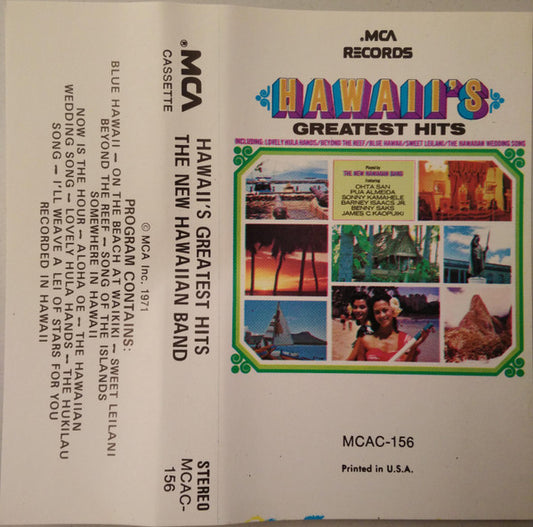 MCA
RECORDS
HAWAII'S
GREATEST HITS
INCLUDING: LOVELY HULA HANDS/BEYOND THE REEF/BLUE HAWAII/SWEET LEILANI/THE HAWAIIAN WEDDING SONG
Played by
THE NEW HAWAIIAN BAND
Featuring
OHTA SAN
PUA ALMEIDA
SONNY KAMAHELE
BARNEY ISAACS JR.
BENNY SAKS
JAMES C. KAOPUIKI
MCAC-156
Printed in U.S.A.
MCA
CASSETTE
HAWAII'S GREATEST HITS
THE NEW HAWAIIAN BAND
STEREO
MCAC-
156
© MCA Inc. 1971
PROGRAM CONTAINS:
BLUE HAWAII – ON THE BEACH AT WAIKIKI – SWEET LEILANI
BEYOND THE REEF – SONG OF THE ISLANDS
SOMEWHERE IN HAWAII
NOW IS THE HOUR – ALOHA OE – THE HAWAIIAN
WEDDING SONG – LOVELY HULA HANDS – THE HUKILAU
SONG – I'LL WEAVE A LEI OF STARS FOR YOU
RECORDED IN HAWAII